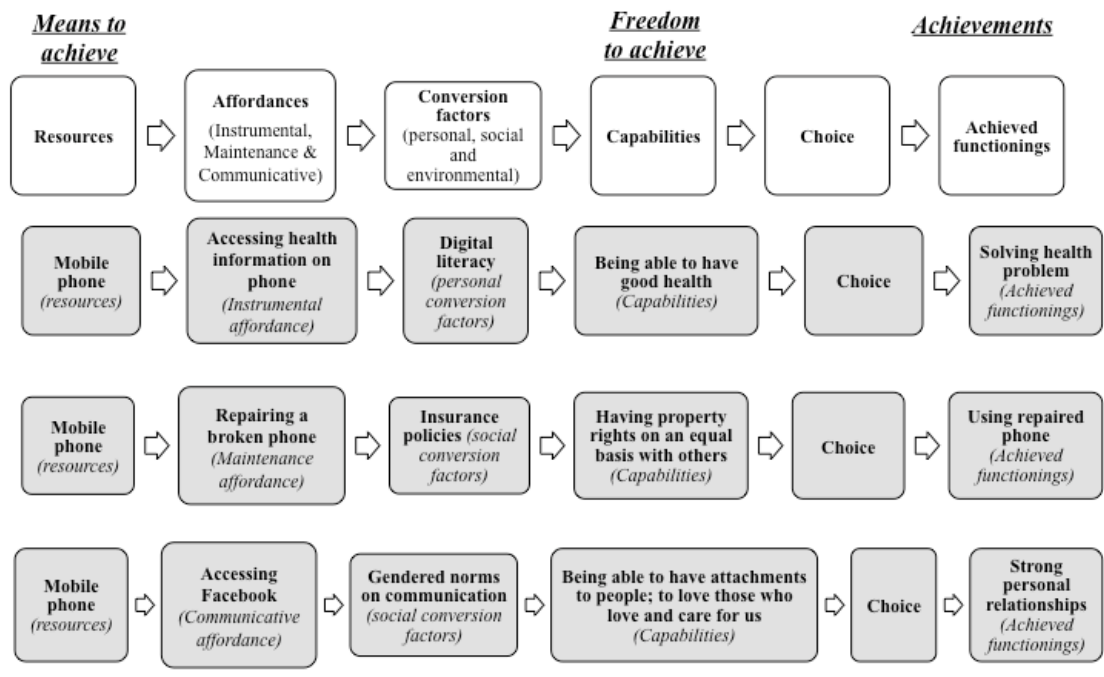 Means to
achieve
Freedom
to achieve
Achievements
Resources
Affordances
(Instrumental,
Maintenance &
Communicative)
Conversion
factors
(personal, social
and
environmental)
Capabilities
Choice
Achieved
functionings
Mobile
phone
(resources)
Accessing health
information on
phone
(Instrumental
affordance)
Digital
literacy
(personal
conversion
factors)
Being able to have
good health
(Capabilities)
Choice
Solving health
problem
(Achieved
functionings)
Mobile
phone
(resources)
Repairing a
broken phone
(Maintenance
affordance)
Insurance
policies (social
conversion
factors)
Having property
rights on an equal
basis with others
(Capabilities)
Choice
Using repaired
phone
(Achieved
functionings)
Mobile
phone
(resources)
Accessing
Facebook
(Communicative
affordance)
Gendered norms
on communication
(social conversion
factors)
Being able to have attachments
to people; to love those who
love and care for us
(Capabilities)
Choice
Strong
personal
relationships
(Achieved
functionings)